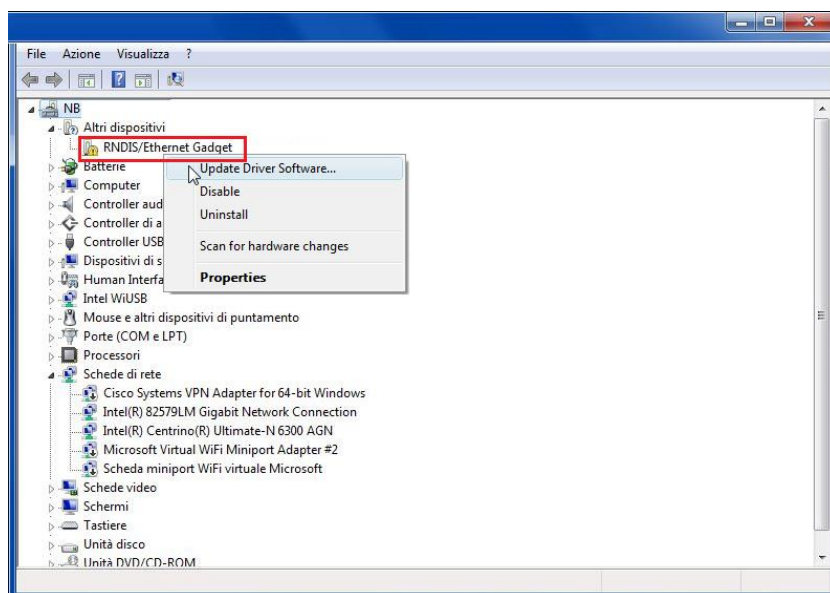 File Azione Visualizza ?
NB
Altri dispositivi
RNDIS/Ethernet Gadget
Batterie
Update Driver Software...
Computer
Disable
Controller aud
Uninstall
Controller di a
Controller USB
Scan for hardware changes
Dispositivi di s
Human Interfa
Properties
Intel WiUSB
Mouse e altri dispositivi di puntamento
Porte (COM e LPT)
Processori
Schede di rete
Cisco Systems VPN Adapter for 64-bit Windows
Intel(R) 82579LM Gigabit Network Connection
Intel(R) Centrino(R) Ultimate-N 6300 AGN
Microsoft Virtual WiFi Miniport Adapter #2
Scheda miniport WiFi virtuale Microsoft
Schede video
Schermi
Tastiere
Unità disco
Unità DVD/CD-ROM